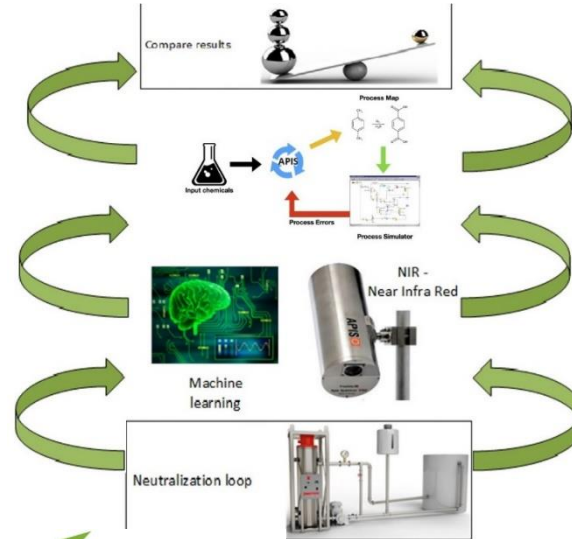 Compare results
Process Map
APIS
Input chemicals
Process Errors
Process Simulator
NIR -
Near Infra Red
APIS
Machine
learning
Neutralization loop